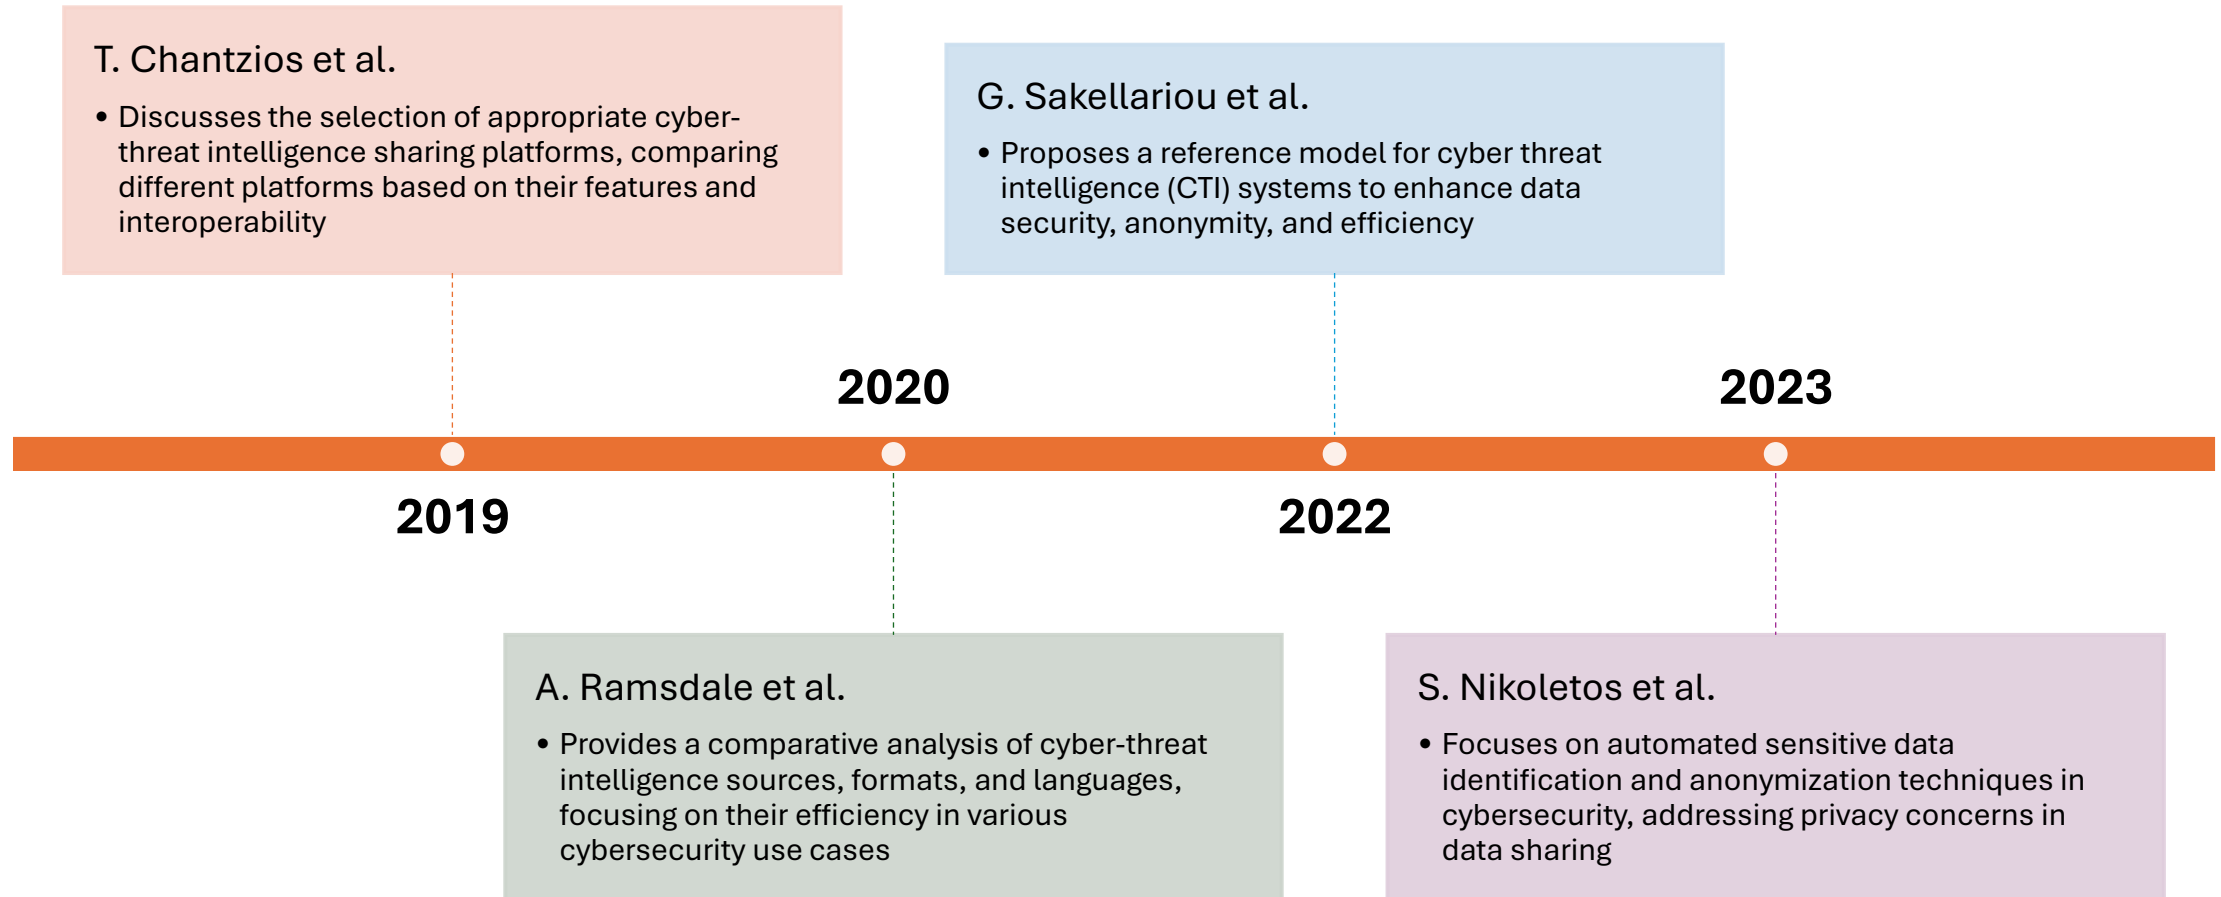 T. Chantzios et al.
• Discusses the selection of appropriate cyber-
threat intelligence sharing platforms, comparing
different platforms based on their features and
interoperability
G. Sakellariou et al.
• Proposes a reference model for cyber threat
intelligence (CTI) systems to enhance data
security, anonymity, and efficiency
2020
2023
2019
2022
A. Ramsdale et al.
• Provides a comparative analysis of cyber-threat
intelligence sources, formats, and languages,
focusing on their efficiency in various
cybersecurity use cases
S. Nikoletos et al.
• Focuses on automated sensitive data
identification and anonymization techniques in
cybersecurity, addressing privacy concerns in
data sharing